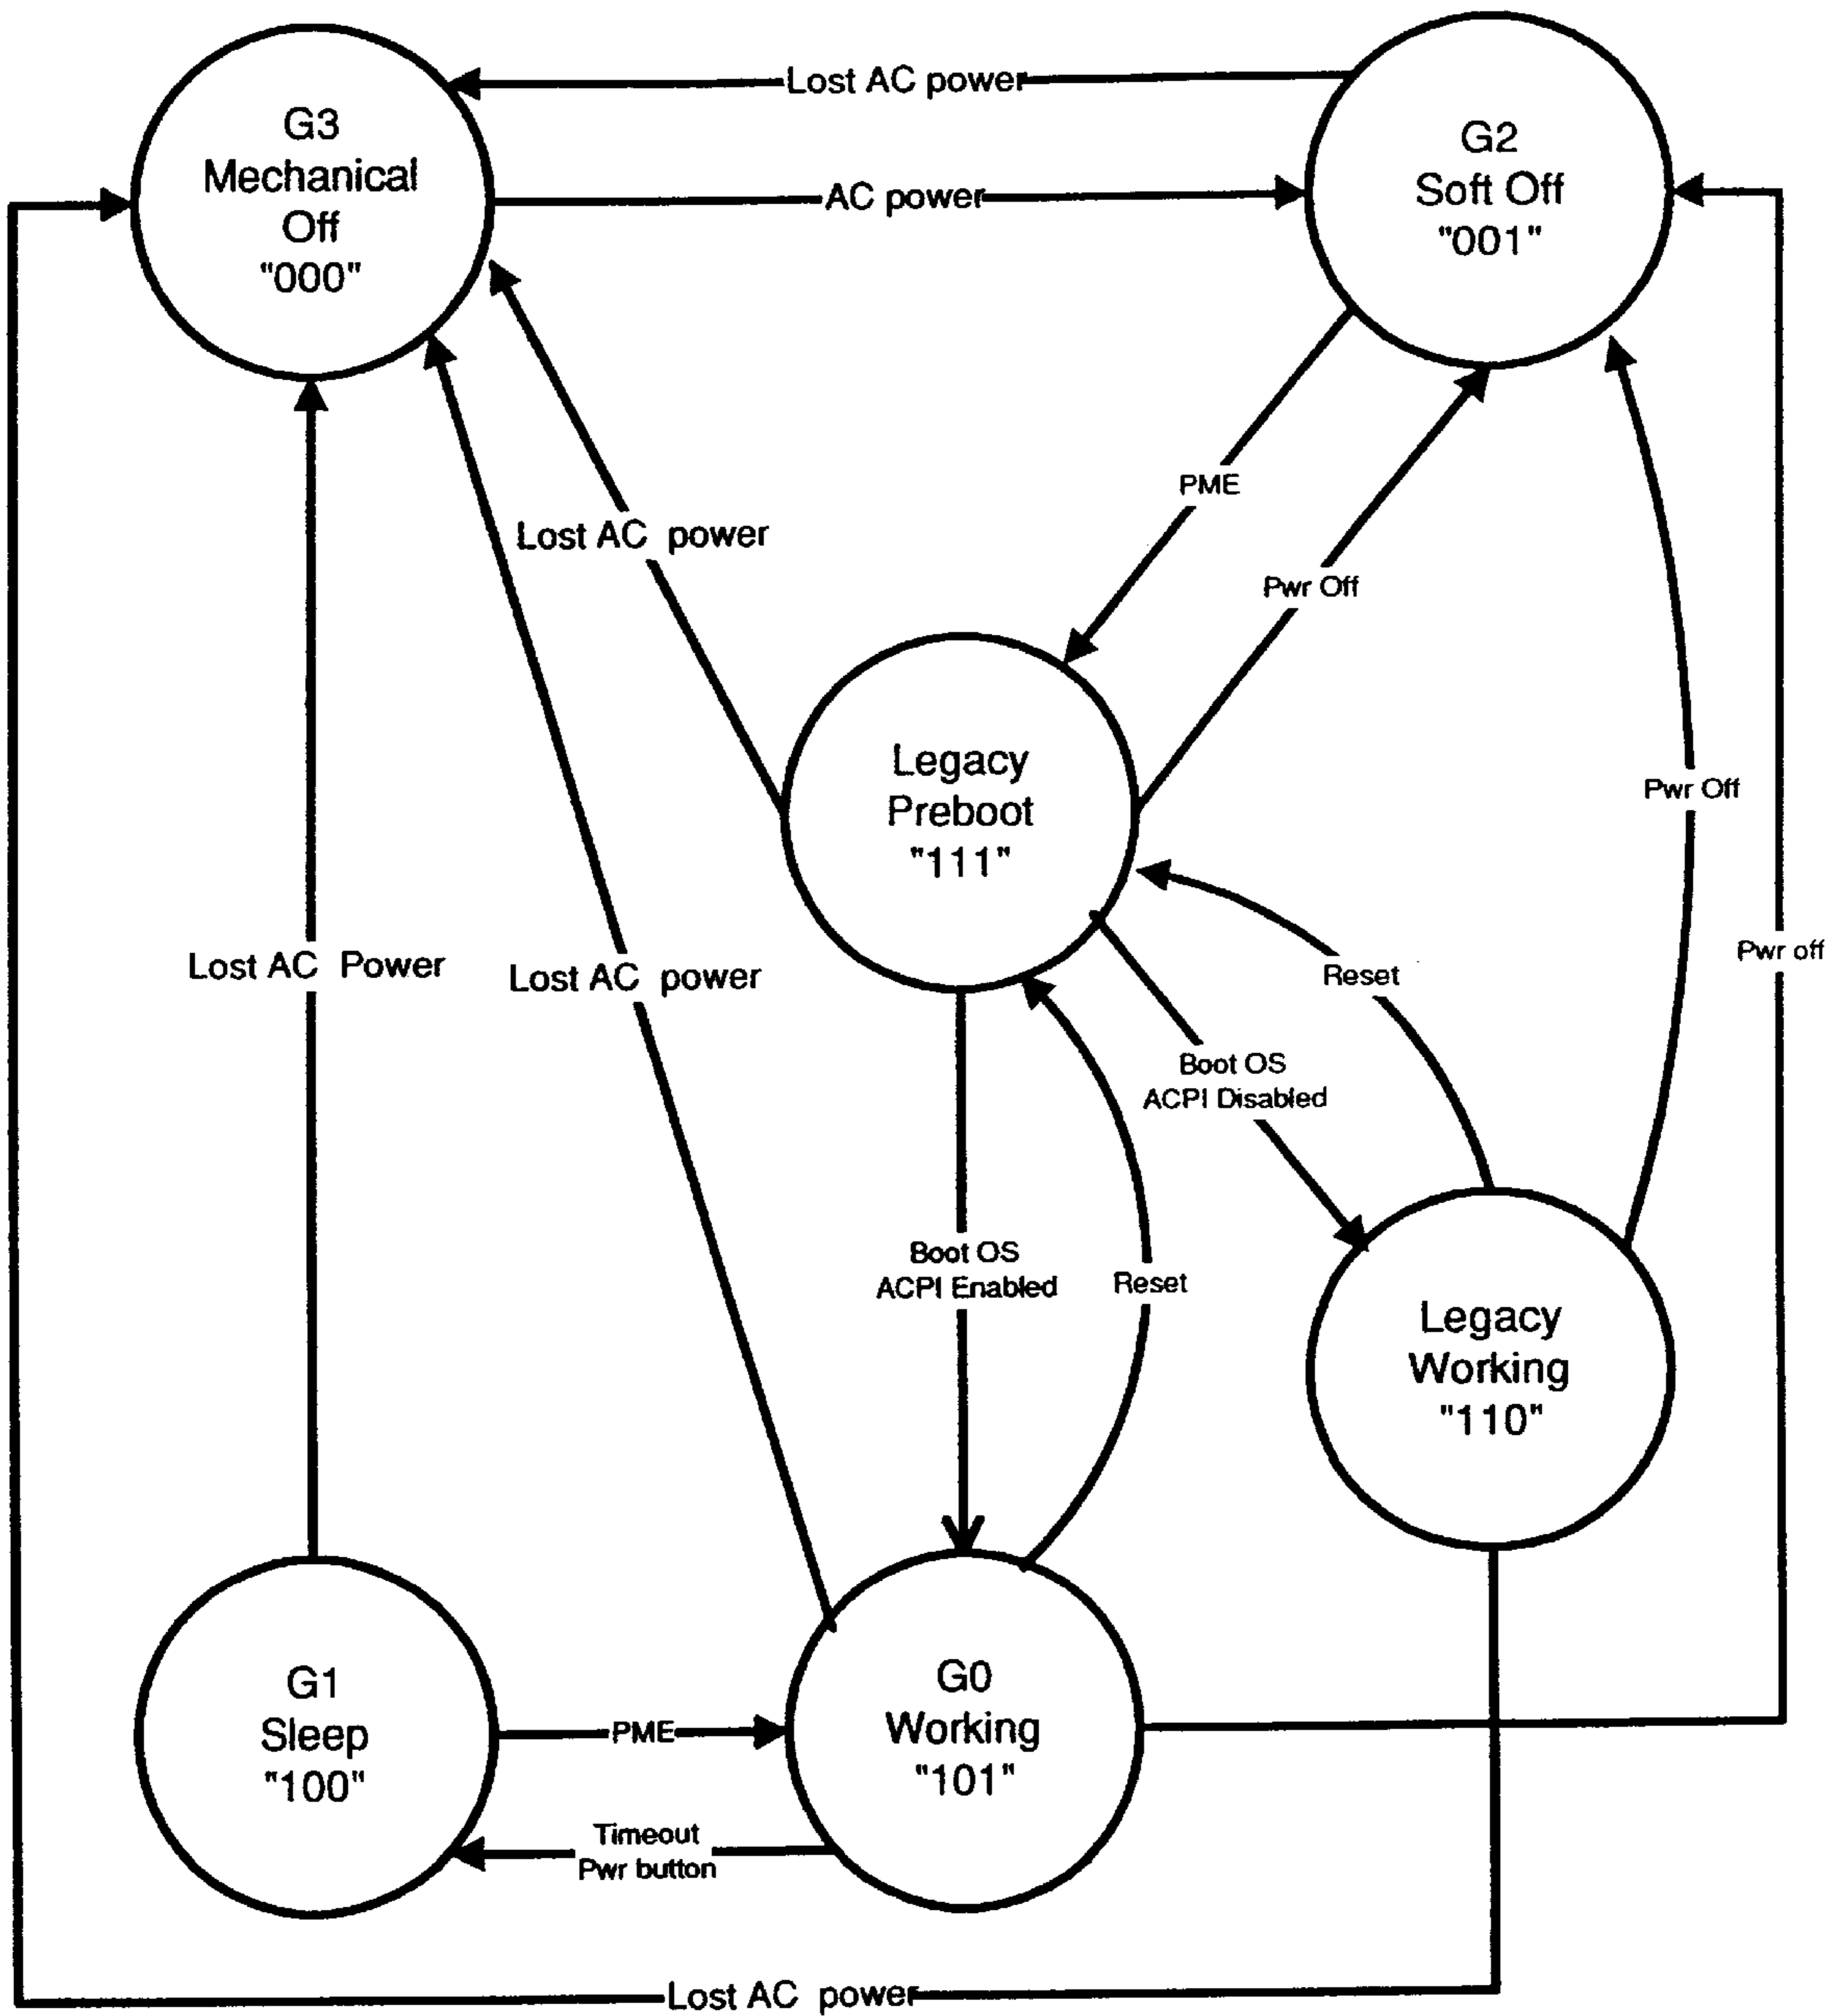 Lost AC power
G3
Mechanical
Off
"000"
G2
Soft Off
"001"
AC power
PME
Lost AC power
Pwr Off
Legacy
Preboot
"111"
Pwr Off
Pwr off
Lost AC Power
Lost AC power
Reset
Boot OS
ACPI Disabled
Boot OS
ACPI Enabled
Reset
Legacy
Working
"110"
G1
Sleep
"100"
PME
G0
Working
"101"
Timeout
Pwr button
Lost AC power